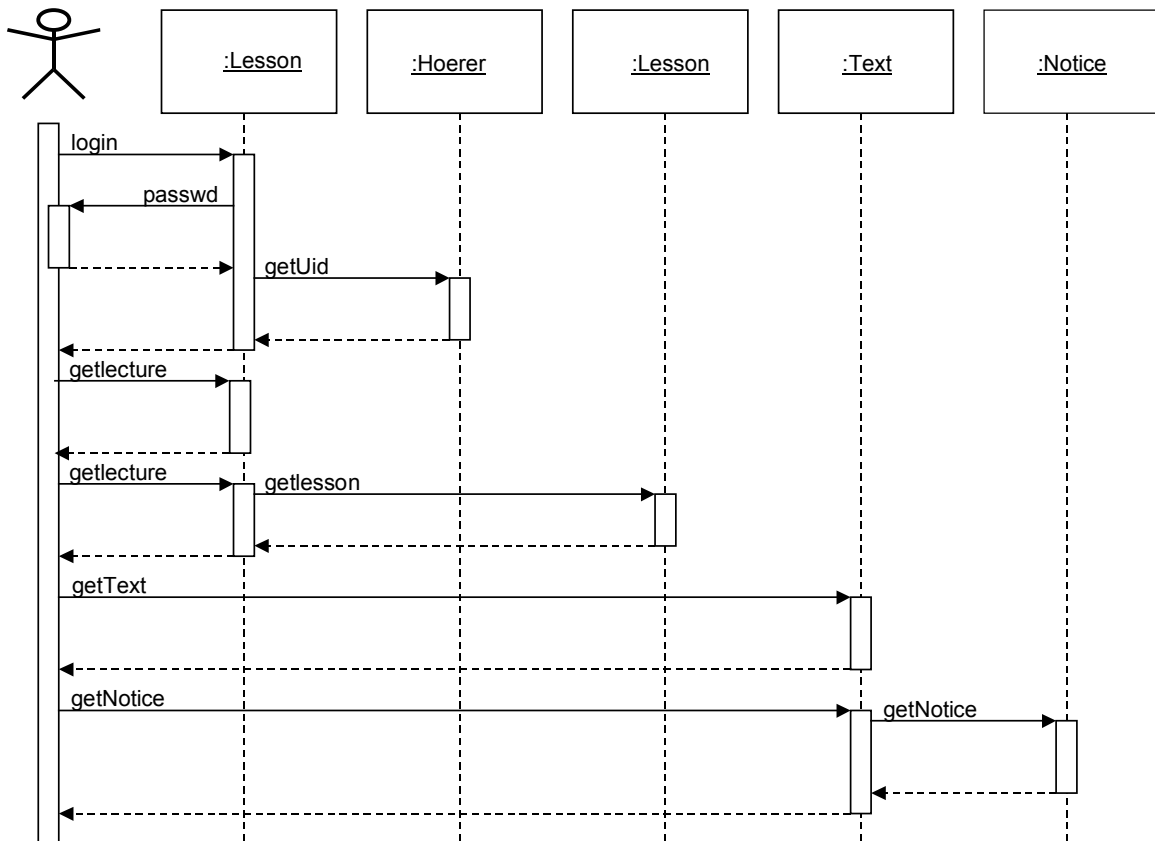 :Lesson
:Hoerer
:Lesson
:Text
:Notice
login
passwd
getUid
getlecture
getlecture
getlesson
getText
getNotice
getNotice